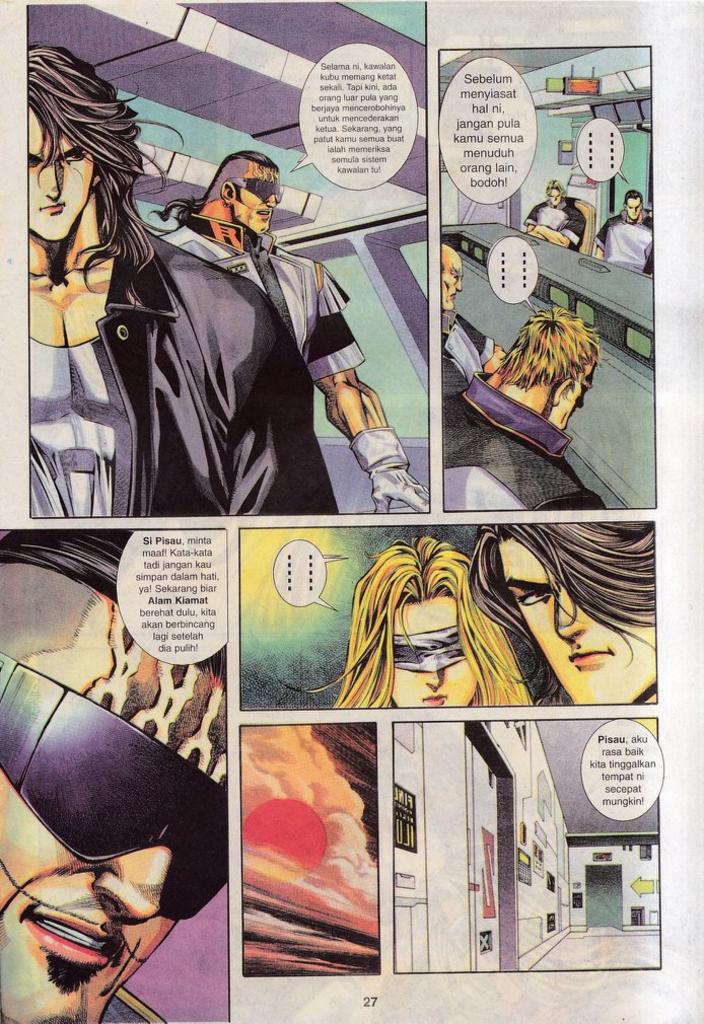 Selama ni, kawalan
kubu memang ketat
sekali. Tapi kini, ada
orang luar pula yang
berjaya mencerobohinya
untuk mencederakan
ketua. Sekarang, yang
patut kamu semua buat
ialah memeriksa
semula sistem
kawalan tu!
Sebelum
menyiasat
hal ni,
jangan pula
kamu semua
menuduh
orang lain,
bodoh!
Si Pisau, minta
maaf! Kata-kata
tadi jangan kau
simpan dalam hati,
ya! Sekarang biar
Alam Kiamat
berehat dulu, kita
akan berbincang
lagi setelah
dia pulih!
Pisau, aku
rasa baik
kita tinggalkan
tempat ni
secepat
mungkin!
27